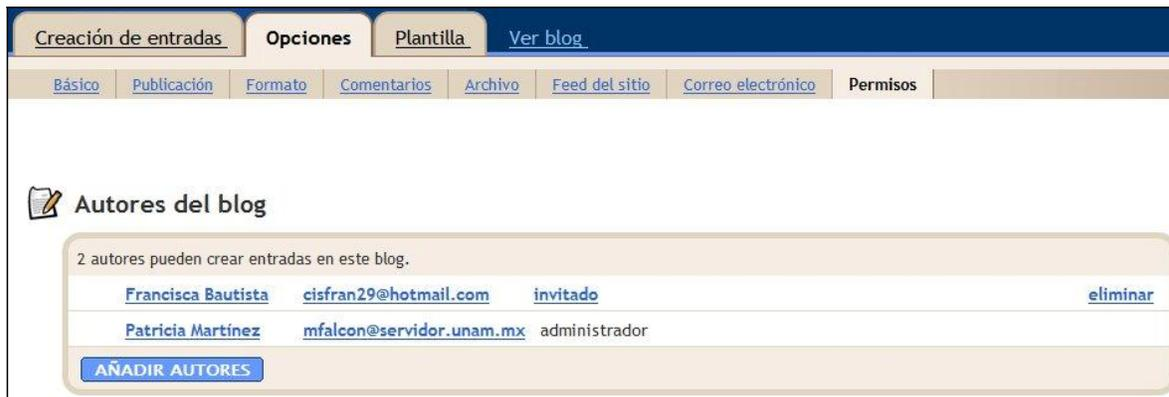 Creación de entradas Opciones Plantilla Ver blog
Básico Publicación Formato Comentarios Archivo Feed del sitio Correo electrónico Permisos
Autores del blog
2 autores pueden crear entradas en este blog.
Francisca Bautista cisfran29@hotmail.com invitado eliminar
Patricia Martínez mfalcon@servidor.unam.mx administrador
AÑADIR AUTORES